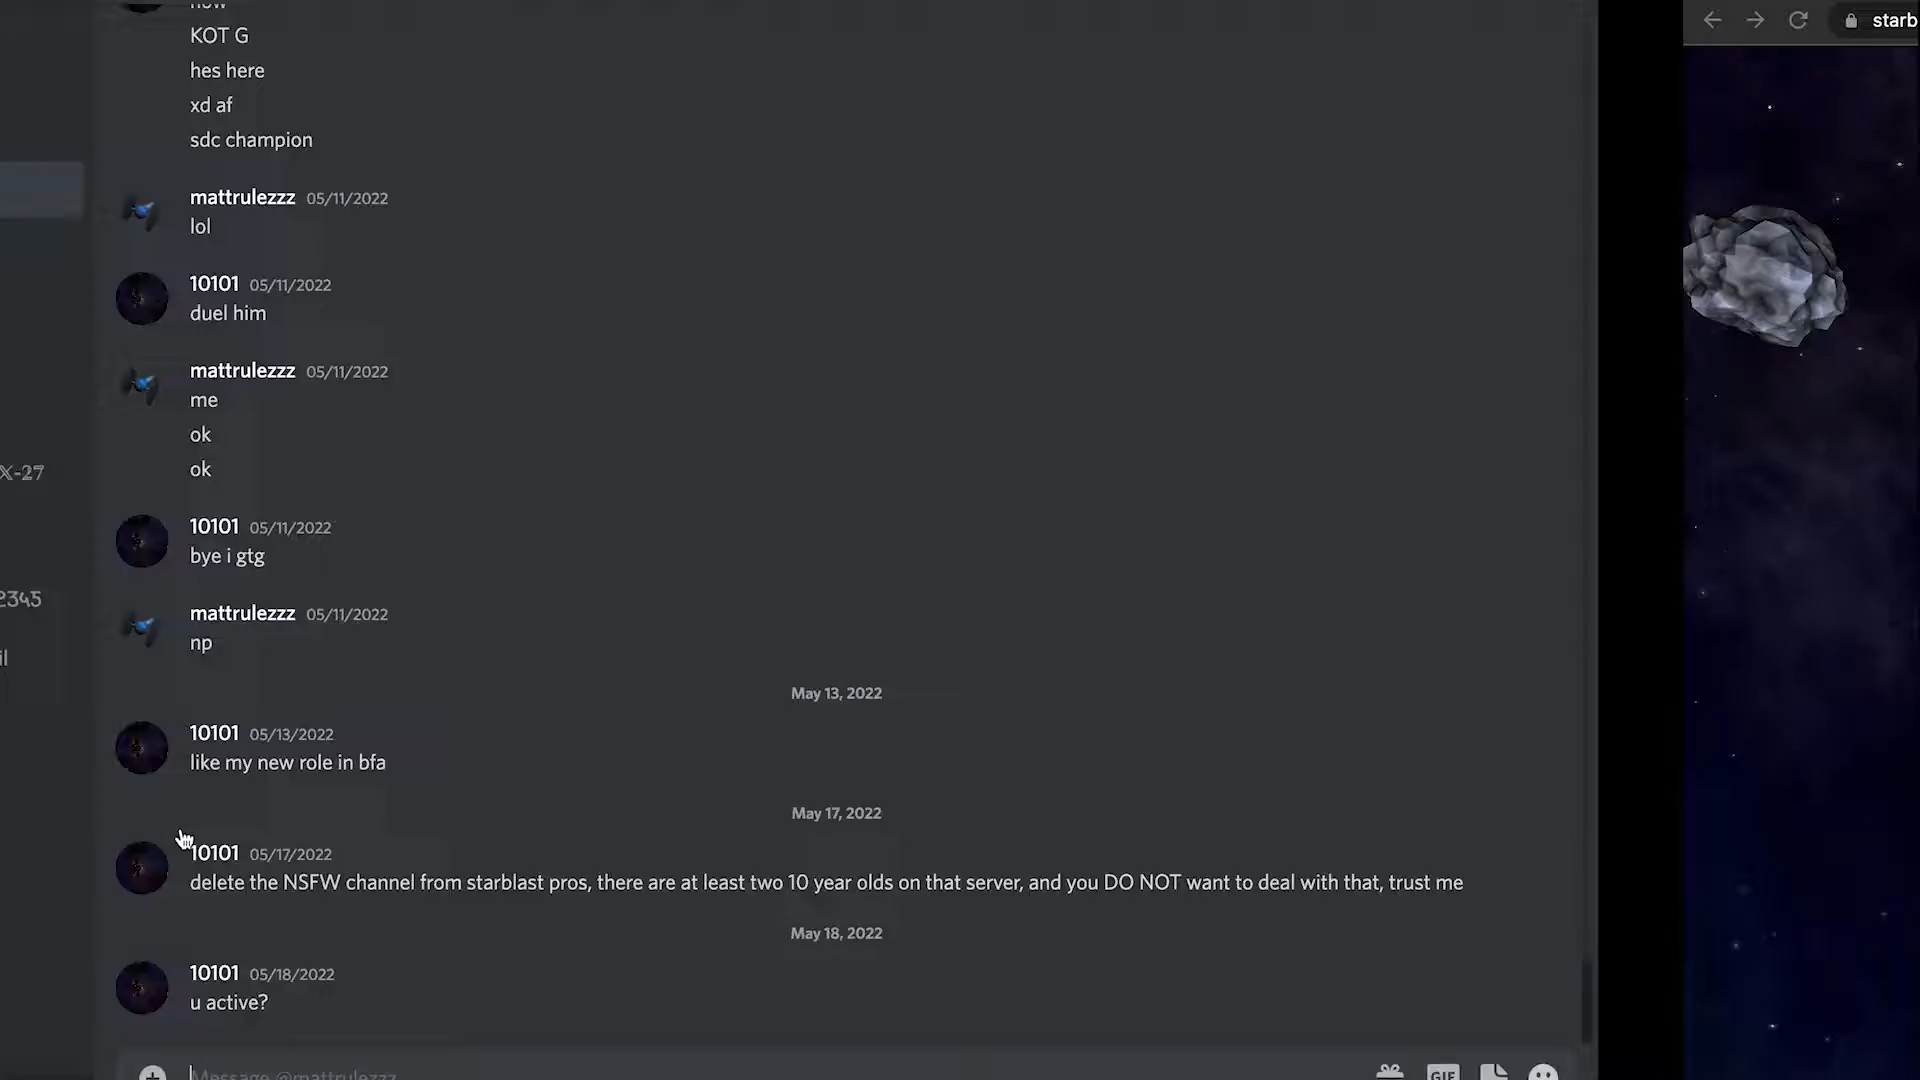 now
KOT G
hes here
xd af
sdc champion
mattrulezzz 05/11/2022
lol
10101 05/11/2022
duel him
mattrulezzz 05/11/2022
me
ok
ok
X-27
10101 05/11/2022
bye i gtg
2345
mattrulezzz 05/11/2022
np
il
May 13, 2022
10101 05/13/2022
like my new role in bfa
May 17, 2022
10101 05/17/2022
delete the NSFW channel from starblast pros, there are at least two 10 year olds on that server, and you DO NOT want to deal with that, trust me
May 18, 2022
10101 05/18/2022
u active?
Message @mattrulezzz
GIF
starb